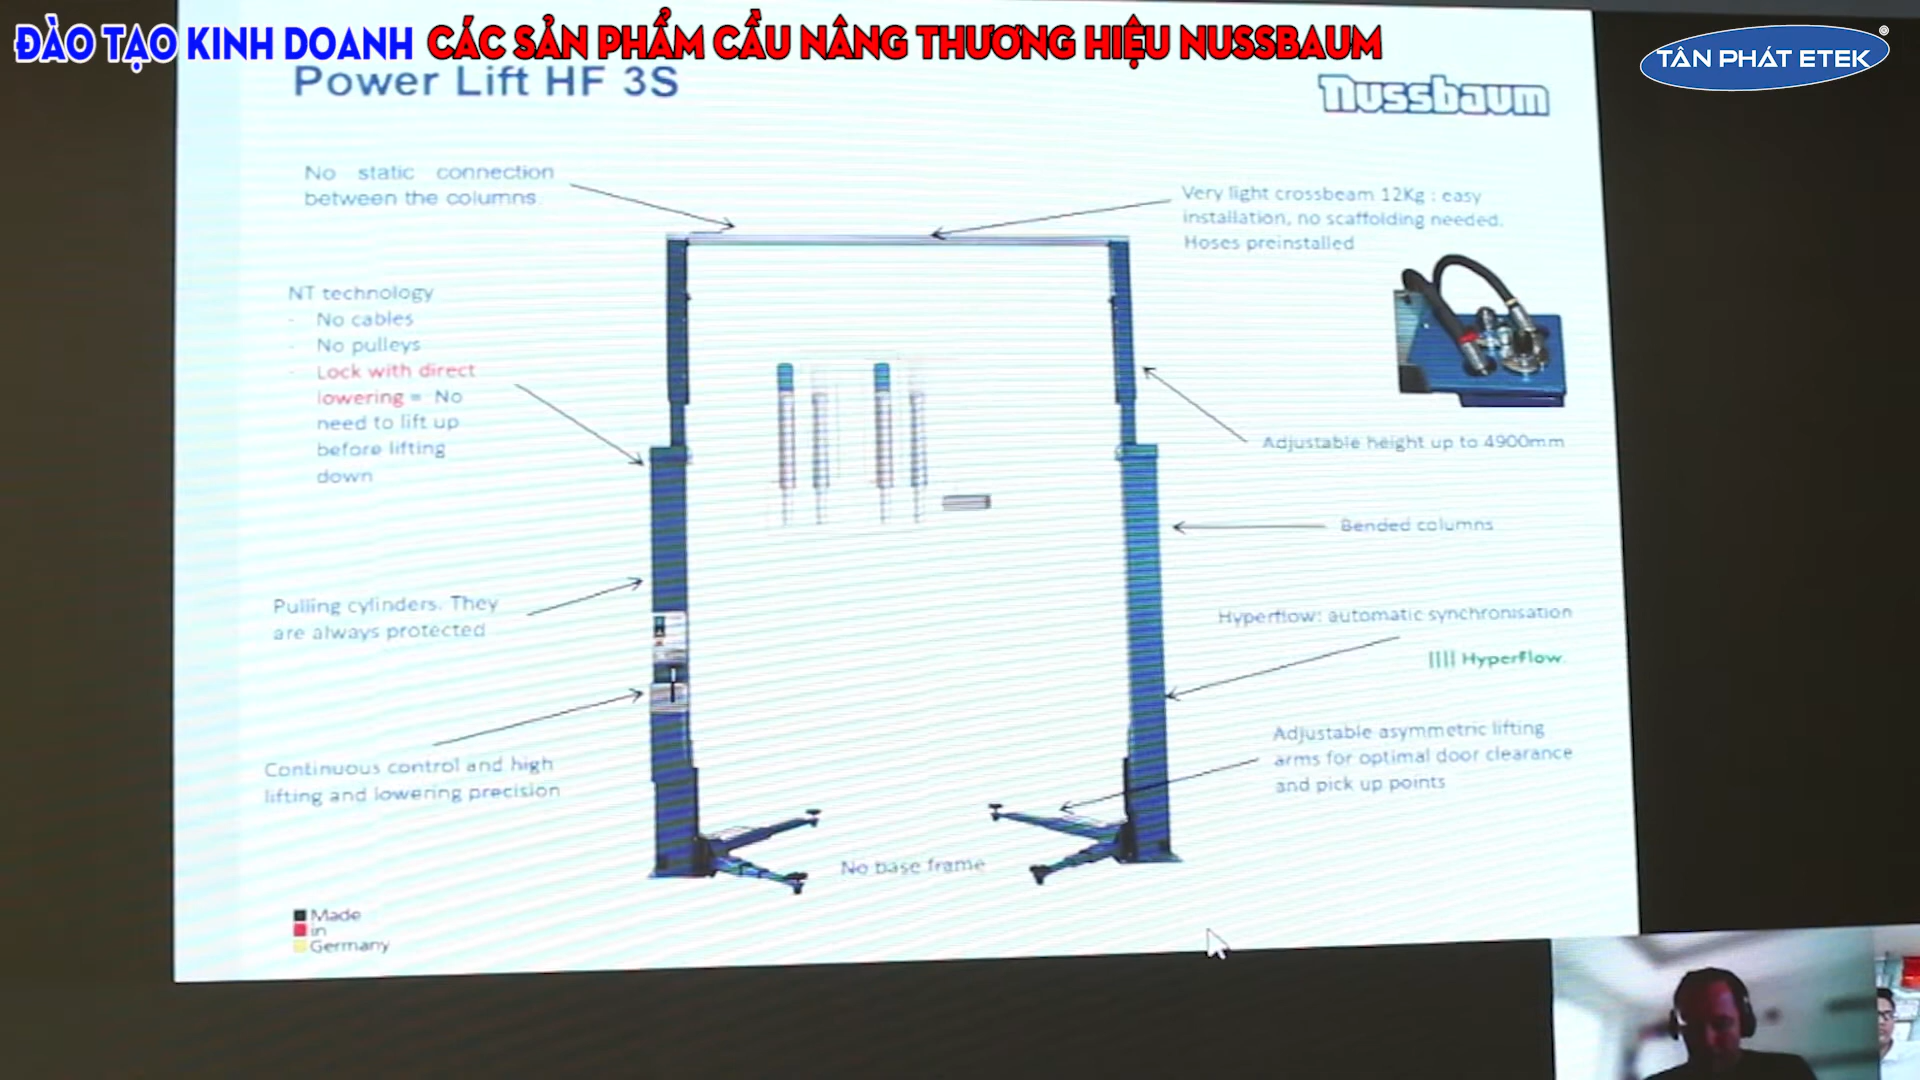 ĐÀO TẠO KINH DOANH CÁC SẢN PHẨM CẦU NÂNG THƯƠNG HIỆU NUSSBAUM
TÂN PHÁT ETEK
Power Lift HF 3S
Nussbaum
No static connection
between the columns.
Very light crossbeam 12Kg : easy
installation, no scaffolding needed.
Hoses preinstalled
NT technology
- No cables
- No pulleys
- Lock with direct
lowering = No
need to lift up
before lifting
down
Adjustable height up to 4900mm
Bended columns
Pulling cylinders. They
are always protected
Hyperflow: automatic synchronisation
HyperFlow
Adjustable asymmetric lifting
arms for optimal door clearance
and pick up points
Continuous control and high
lifting and lowering precision
No base frame
Made
in
Germany